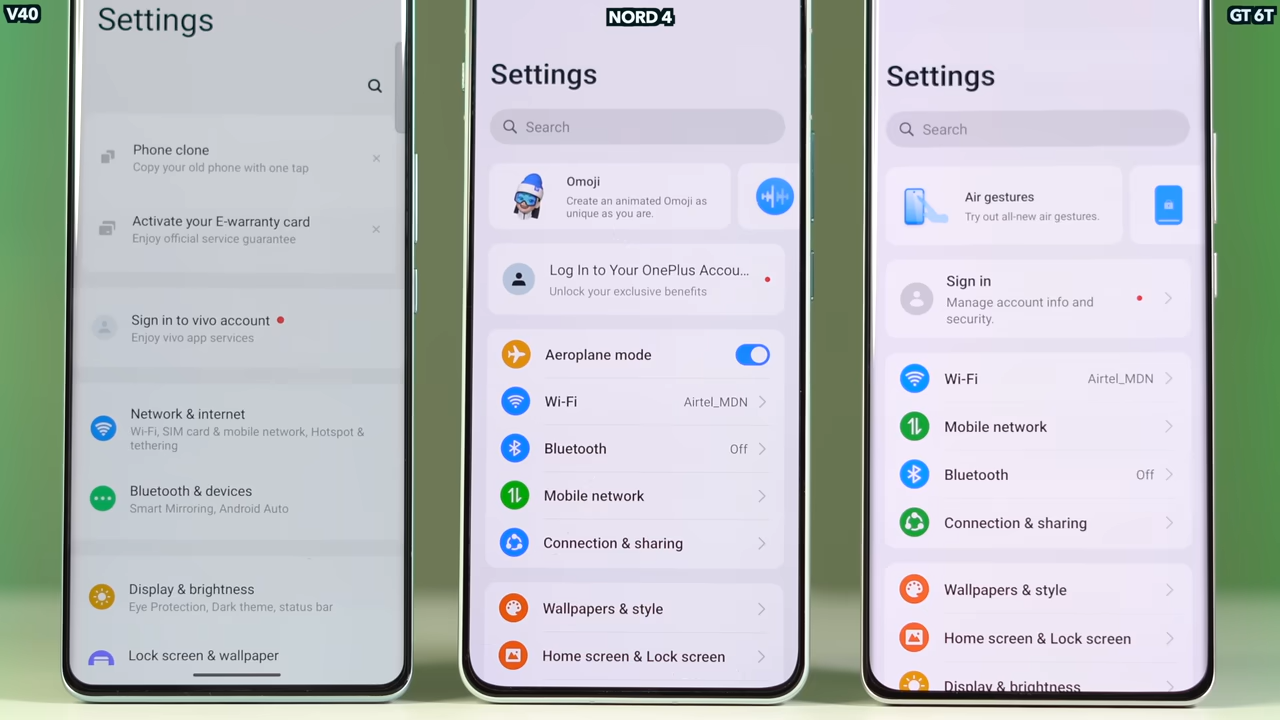 V40
Settings
Phone clone
Copy your old phone with one tap
Activate your E-warranty card
Enjoy official service guarantee
Sign in to vivo account
Enjoy vivo app services
Network & internet
Wi-Fi, SIM card & mobile network, Hotspot &
tethering
Bluetooth & devices
Smart Mirroring, Android Auto
Display & brightness
Eye Protection, Dark theme, status bar
Lock screen & wallpaper
NORD 4
Settings
Search
Omoji
Create an animated Omoji as
unique as you are.
Log In to Your OnePlus Accou...
Unlock your exclusive benefits
Aeroplane mode
Wi-Fi Airtel_MDN
Bluetooth Off
Mobile network
Connection & sharing
Wallpapers & style
Home screen & Lock screen
GT 6T
Settings
Search
Air gestures
Try out all-new air gestures.
Sign in
Manage account info and
security.
Wi-Fi Airtel_MDN
Mobile network
Bluetooth Off
Connection & sharing
Wallpapers & style
Home screen & Lock screen
Display & brightness